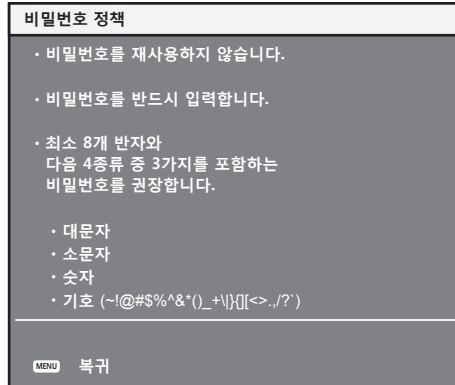 비밀번호 정책
· 비밀번호를 재사용하지 않습니다.
· 비밀번호를 반드시 입력합니다.
· 최소 8개 반자와
다음 4종류 중 3가지를 포함하는
비밀번호를 권장합니다.
· 대문자
· 소문자
· 숫자
· 기호 (~!@#$%^&*()_+\|}{][<>.,/?`)
MENU 복귀